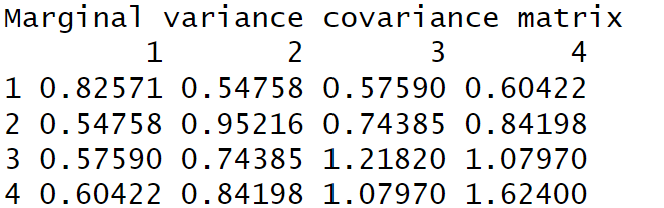 Marginal variance covariance matrix
1 2 3 4
1 0.82571 0.54758 0.57590 0.60422
2 0.54758 0.95216 0.74385 0.84198
3 0.57590 0.74385 1.21820 1.07970
4 0.60422 0.84198 1.07970 1.62400